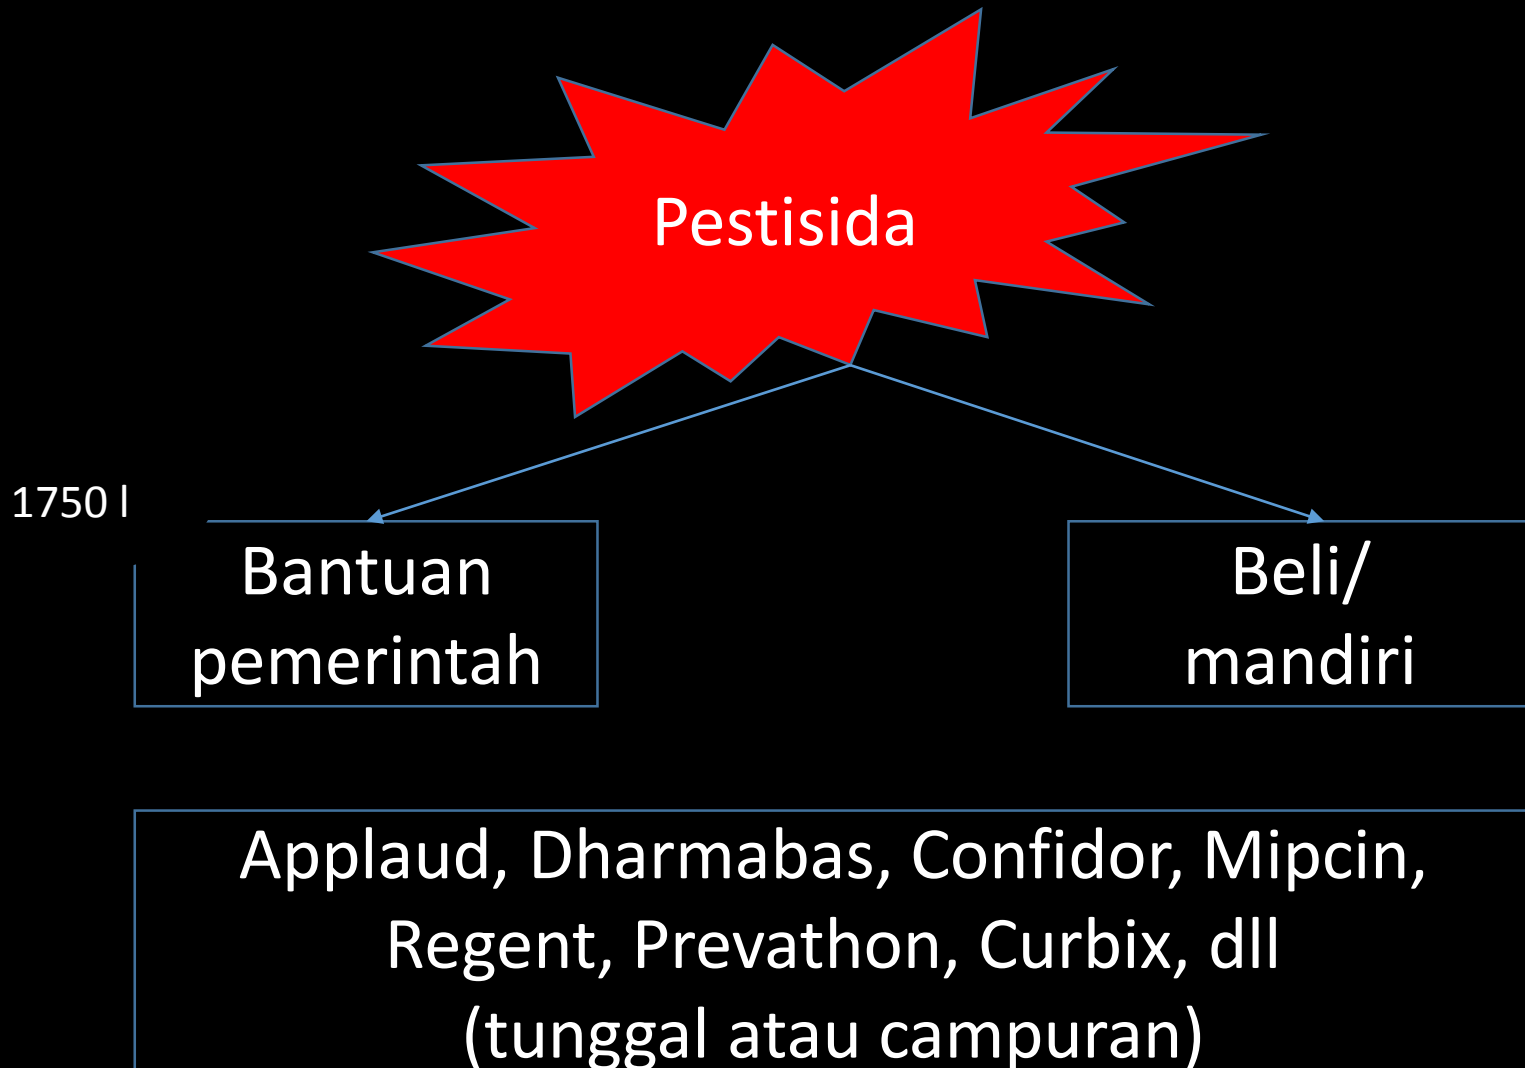 Pestisida
1750 l
Bantuan
pemerintah
Beli/
mandiri
Applaud, Dharmabas, Confidor, Mipcin,
Regent, Prevathon, Curbix, dll
(tunggal atau campuran)